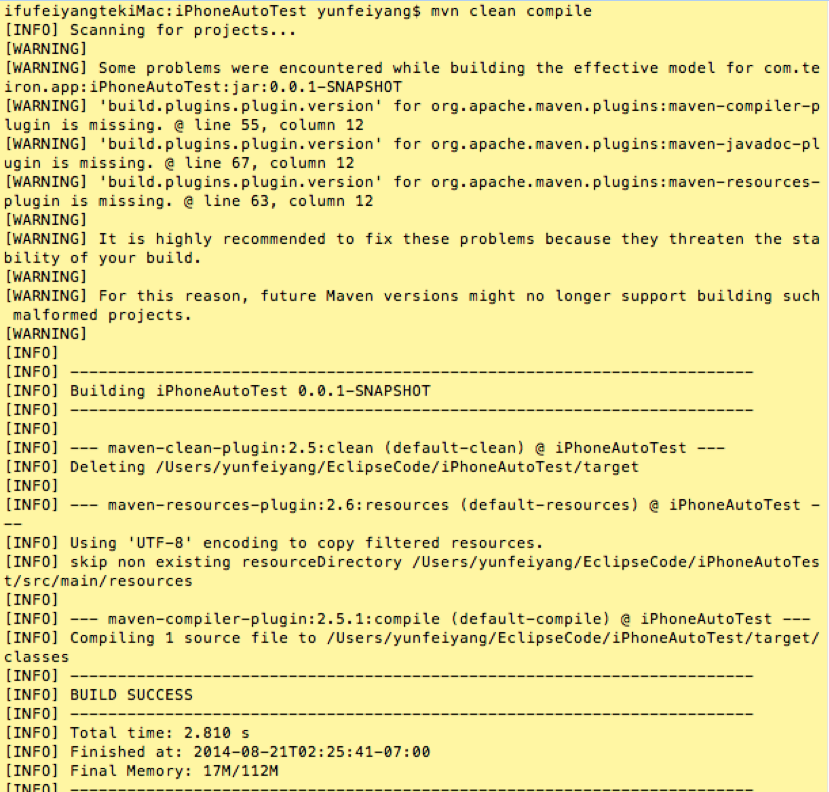 ifufeiyangtekiMac:iPhoneAutoTest yunfeiyang$ mvn clean compile
[INFO] Scanning for projects...
[WARNING]
[WARNING] Some problems were encountered while building the effective model for com.te
iron.app:iPhoneAutoTest:jar:0.0.1-SNAPSHOT
[WARNING] 'build.plugins.plugin.version' for org.apache.maven.plugins:maven-compiler-p
lugin is missing. @ line 55, column 12
[WARNING] 'build.plugins.plugin.version' for org.apache.maven.plugins:maven-javadoc-pl
ugin is missing. @ line 67, column 12
[WARNING] 'build.plugins.plugin.version' for org.apache.maven.plugins:maven-resources-
plugin is missing. @ line 63, column 12
[WARNING]
[WARNING] It is highly recommended to fix these problems because they threaten the sta
bility of your build.
[WARNING]
[WARNING] For this reason, future Maven versions might no longer support building such
 malformed projects.
[WARNING]
[INFO]
[INFO] ------------------------------------------------------------------------
[INFO] Building iPhoneAutoTest 0.0.1-SNAPSHOT
[INFO] ------------------------------------------------------------------------
[INFO]
[INFO] --- maven-clean-plugin:2.5:clean (default-clean) @ iPhoneAutoTest ---
[INFO] Deleting /Users/yunfeiyang/EclipseCode/iPhoneAutoTest/target
[INFO]
[INFO] --- maven-resources-plugin:2.6:resources (default-resources) @ iPhoneAutoTest -
--
[INFO] Using 'UTF-8' encoding to copy filtered resources.
[INFO] skip non existing resourceDirectory /Users/yunfeiyang/EclipseCode/iPhoneAutoTes
t/src/main/resources
[INFO]
[INFO] --- maven-compiler-plugin:2.5.1:compile (default-compile) @ iPhoneAutoTest ---
[INFO] Compiling 1 source file to /Users/yunfeiyang/EclipseCode/iPhoneAutoTest/target/
classes
[INFO] ------------------------------------------------------------------------
[INFO] BUILD SUCCESS
[INFO] ------------------------------------------------------------------------
[INFO] Total time: 2.810 s
[INFO] Finished at: 2014-08-21T02:25:41-07:00
[INFO] Final Memory: 17M/112M
[INFO] ------------------------------------------------------------------------